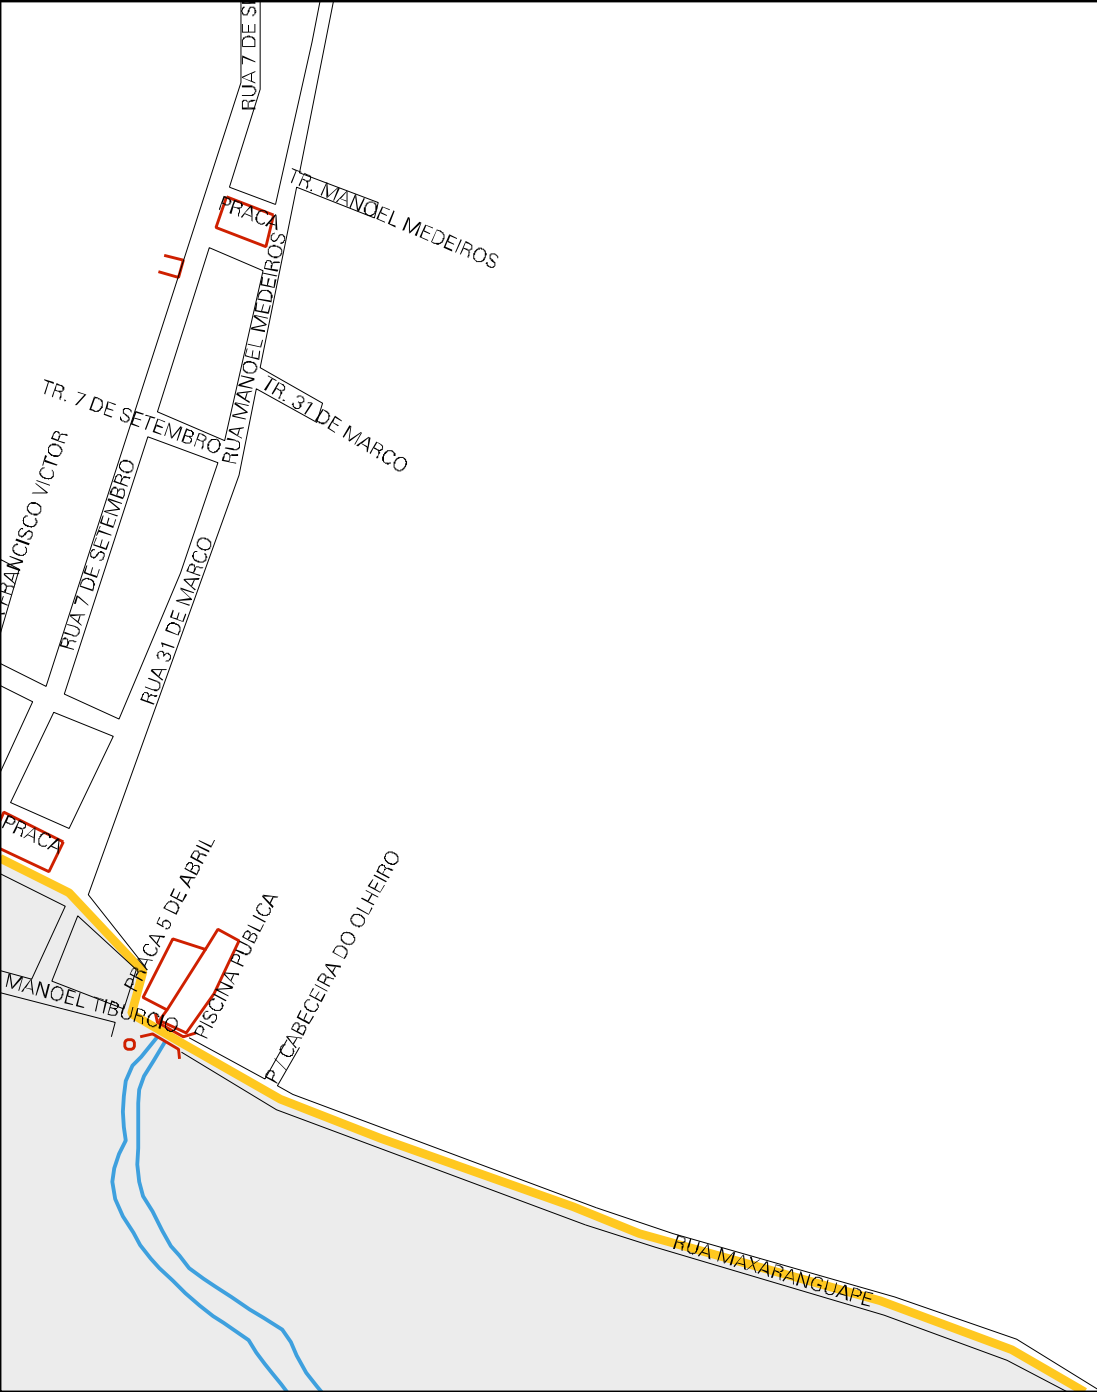 RUA 7 DE
TR. MANOEL MEDEIROS
PRACA
RUA MANOEL MEDEIROS
TR. 31 DE MARCO
TR. 7 DE SETEMBRO
FRANCISCO VICTOR
RUA 7 DE SETEMBRO
RUA 31 DE MARCO
PRACA
PRACA 5 DE ABRIL
PISCINA PUBLICA
P/ CABECEIRA DO OLHEIRO
MANOEL TIBURCIO
RUA MAXARANGUAPE